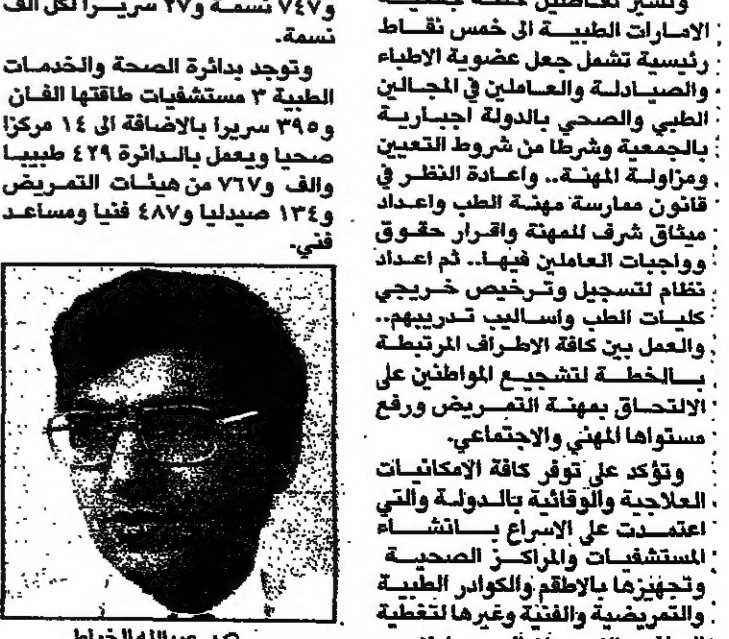 الامارات الطبية الى خمس نقاط
رئيسية تشمل جعل عضوية الاطباء
والصيادلة والعاملين في المجالين
الطبي والصحي بالدولة اجبارية
بالجمعية وشرطا من شروط التعيين
ومزاولة المهنة.. واعادة النظر في
قانون ممارسة مهنة الطب واعداد
ميثاق شرف للمهنة واقرار حقوق
وواجبات العاملين فيها.. ثم اعداد
نظام لتسجيل وترخيص خريجي
كليات الطب واساليب تدريبهم..
والعمل بين كافة الاطراف المرتبطة
بالخطة لتشجيع المواطنين على
الالتحاق بمهنة التمريض ورفع
مستواها المهني والاجتماعي.
وتؤكد على توفر كافة الامكانيات
العلاجية والوقائية بالدولة والتي
اعتمدت على الاسراع بانشاء
المستشفيات والمراكز الصحية
وتجهيزها بالاطقم والكوادر الطبية
والتمريضية والفنية وغيرها لتغطية
و٧٤٧ نسمة و٢٧ سريرا لكل الف
نسمة.
وتوجد بدائرة الصحة والخدمات
الطبية ٣ مستشفيات طاقتها الفان
و٣٩٥ سريرا بالاضافة الى ١٤ مركزا
صحيا ويعمل بالدائرة ٤٢٩ طبيبا
والف و٧٦٧ من هيئات التمريض
و١٣٤ صيدليا و٤٨٧ فنيا ومساعد
فني.